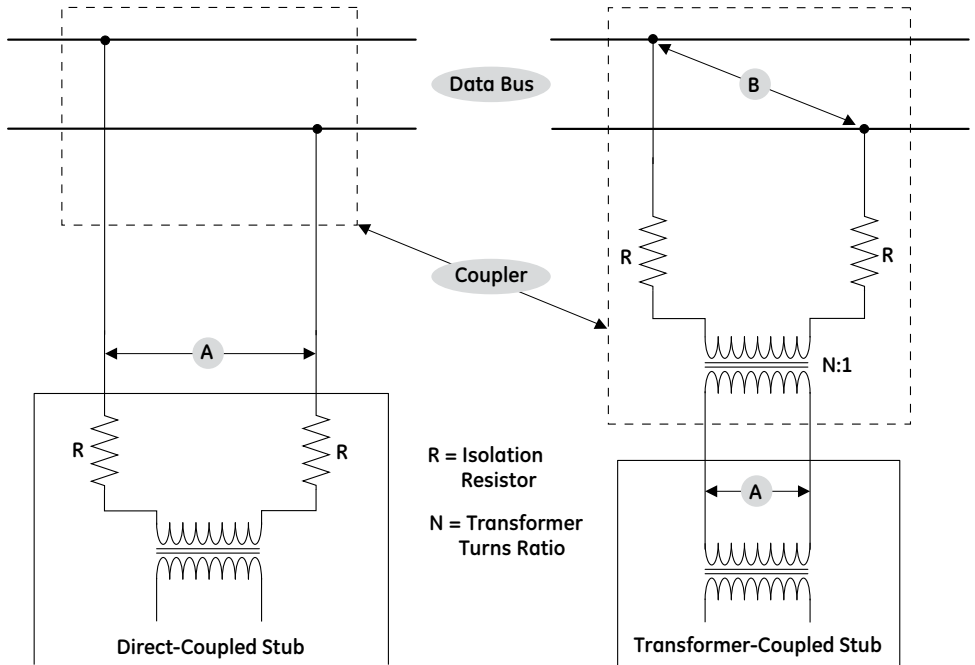 Data Bus
B
R
R
Coupler
A
N:1
R
R
R = Isolation
Resistor
A
N = Transformer
Turns Ratio
Direct-Coupled Stub
Transformer-Coupled Stub